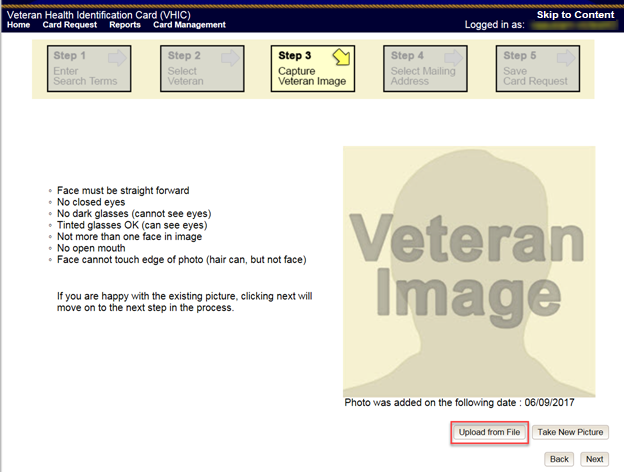 Veteran Health Identification Card (VHIC)
Skip to Content
Home Card Request Reports Card Management
Logged in as:
Step 1
Enter
Search Terms
Step 2
Select
Veteran
Step 3
Capture
Veteran Image
Step 4
Select Mailing
Address
Step 5
Save
Card Request
Face must be straight forward
No closed eyes
No dark glasses (cannot see eyes)
Tinted glasses OK (can see eyes)
Not more than one face in image
No open mouth
Face cannot touch edge of photo (hair can, but not face)
If you are happy with the existing picture, clicking next will
move on to the next step in the process.
Veteran
Image
Photo was added on the following date : 06/09/2017
Upload from File
Take New Picture
Back
Next